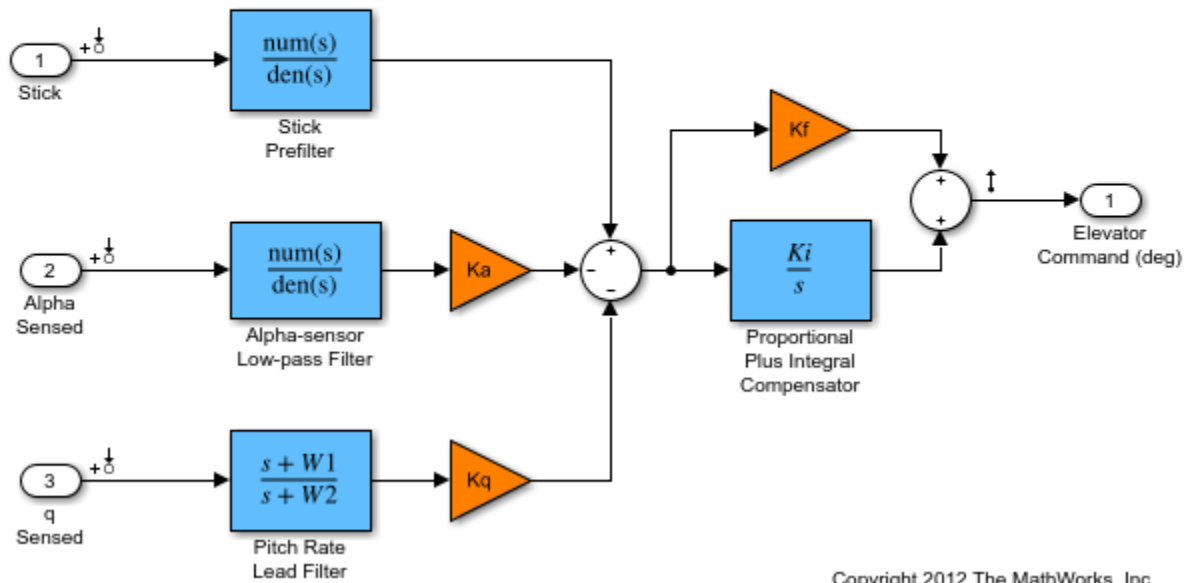 1
Stick
num(s)
den(s)
Stick
Prefilter
2
Alpha
Sensed
num(s)
den(s)
Alpha-sensor
Low-pass Filter
Ka
3
q
Sensed
s + W1
s + W2
Pitch Rate
Lead Filter
Kq
+
−
−
Kf
Ki
s
Proportional
Plus Integral
Compensator
+
+
1
Elevator
Command (deg)
Copyright 2012 The MathWorks, Inc.